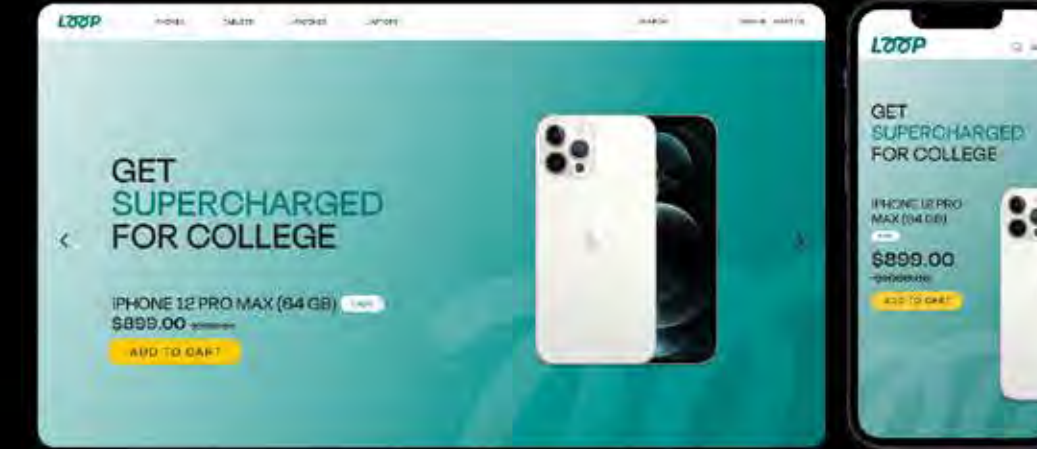 LOOP
PHONES TABLETS LAPTOPS
SEARCH
GET
SUPERCHARGED
FOR COLLEGE
IPHONE 12 PRO MAX (64 GB)
$899.00
ADD TO CART
LOOP
GET
SUPERCHARGED
FOR COLLEGE
IPHONE 12 PRO
MAX (64 GB)
$899.00
ADD TO CART